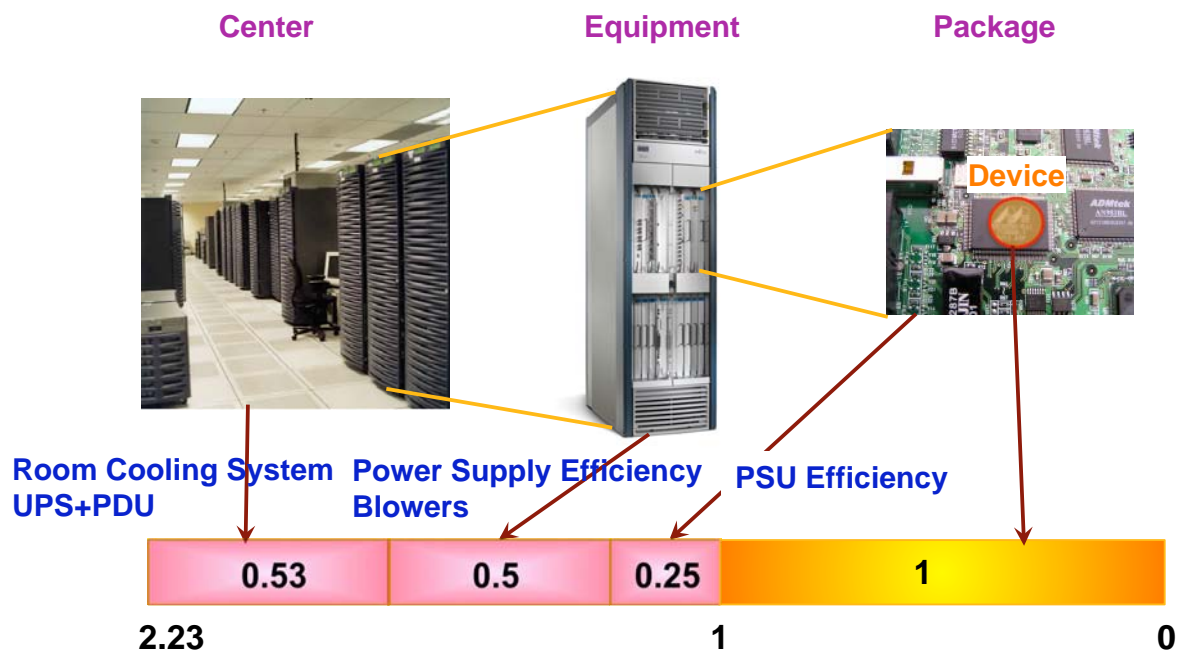 Center
Equipment
Package
Device
ADMtek
Room Cooling System
UPS+PDU
Power Supply Efficiency
Blowers
PSU Efficiency
0.53
0.5
0.25
1
2.23
1
0